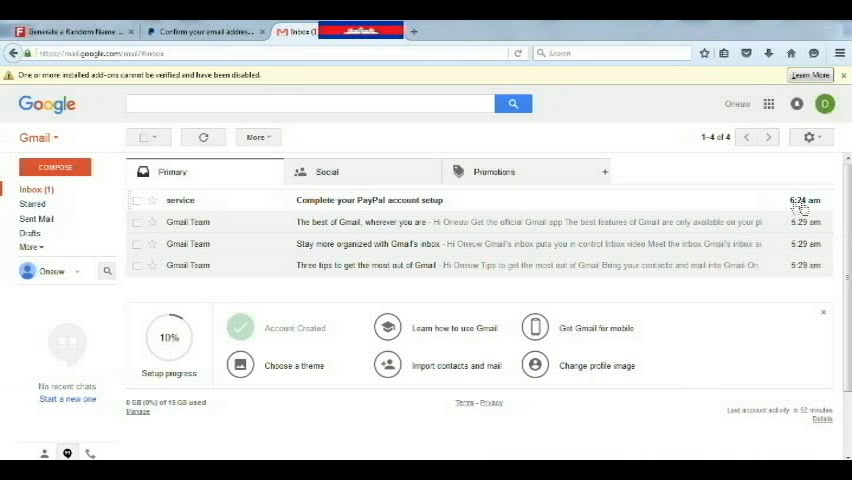 Generate a Random Name ...
Confirm your email addres...
Inbox (1
https://mail.google.com/mail/#inbox
Search
One or more installed add-ons cannot be verified and have been disabled.
Learn More
Google
Oneuw
O
Gmail
More
1–4 of 4
COMPOSE
Primary
Social
Promotions
Inbox (1)
service
Complete your PayPal account setup
6:24 am
Starred
Sent Mail
Gmail Team
The best of Gmail, wherever you are - Hi Oneuw Get the official Gmail app The best features of Gmail are only available on your pl
5:29 am
Drafts
More
Gmail Team
Stay more organized with Gmail's inbox - Hi Oneuw Gmail's inbox puts you in control Inbox video Meet the inbox Gmail's inbox s
5:29 am
Oneuw
Gmail Team
Three tips to get the most out of Gmail - Hi Oneuw Tips to get the most out of Gmail Bring your contacts and mail into Gmail On
5:29 am
10%
Setup progress
Account Created
Learn how to use Gmail
Get Gmail for mobile
Choose a theme
Import contacts and mail
Change profile image
No recent chats
Start a new one
0 GB (0%) of 15 GB used
Manage
Terms - Privacy
Last account activity: in 52 minutes
Details